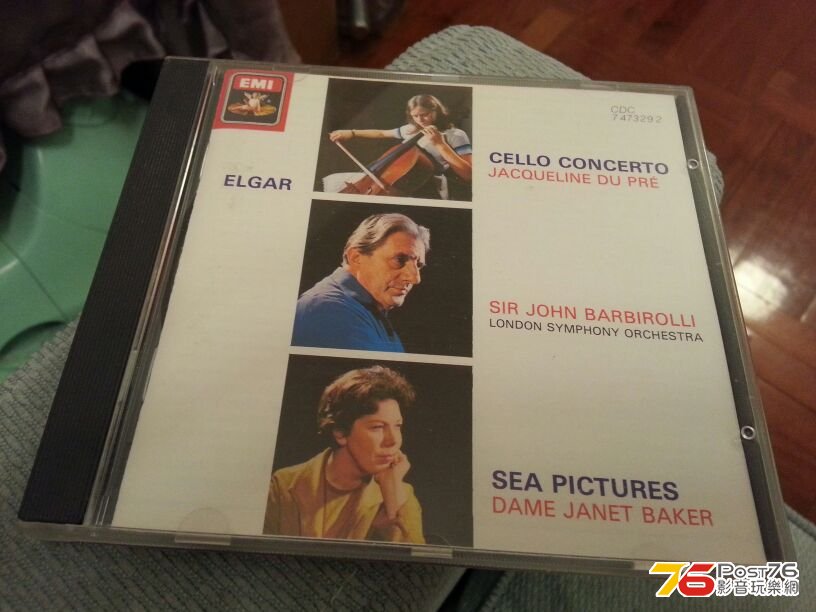 EMI
CDC
7 47329 2
ELGAR
CELLO CONCERTO
JACQUELINE DU PRÉ
SIR JOHN BARBIROLLI
LONDON SYMPHONY ORCHESTRA
SEA PICTURES
DAME JANET BAKER
76 Post76
影音玩樂網